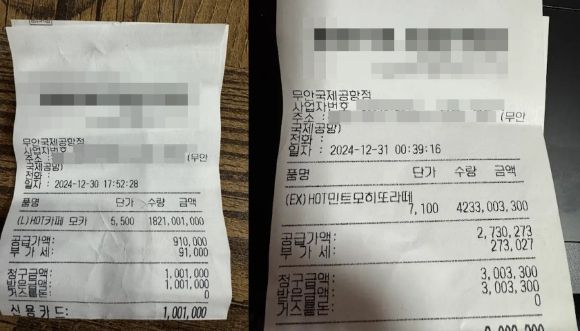 무안국제공항점
사업자번호
주소 : (무안
국제공항)
전화 :
일자 : 2024-12-30 17:52:28
품명 단가 수량 금액
(L)HOT카페 모카 5,500 1821,001,000
공급가액: 910,000
부 가 세: 91,000
청구금액: 1,001,000
받은금액: 1,001,000
거스름돈: 0
신용카드: 1,001,000
무안국제공항점
사업자번호
주소 : (무안
국제공항)
전화 :
일자 : 2024-12-31 00:39:16
품명 단가 수량 금액
(EX)HOT민트모히또라떼
7,100 4233,003,300
공급가액: 2,730,273
부 가 세: 273,027
청구금액: 3,003,300
받은금액: 3,003,300
거스름돈: 0